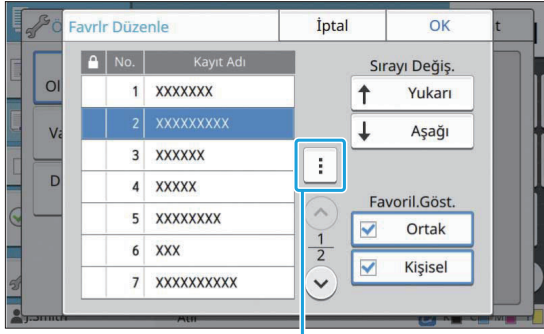 Favrlr Düzenle
İptal
OK
No. Kayıt Adı
1 XXXXXXX
2 XXXXXXXXX
3 XXXXXX
4 XXXXX
5 XXXXXXXX
6 XXX
7 XXXXXXXXXX
1
2
Sırayı Değiş.
Yukarı
Aşağı
Favoril.Göst.
Ortak
Kişisel